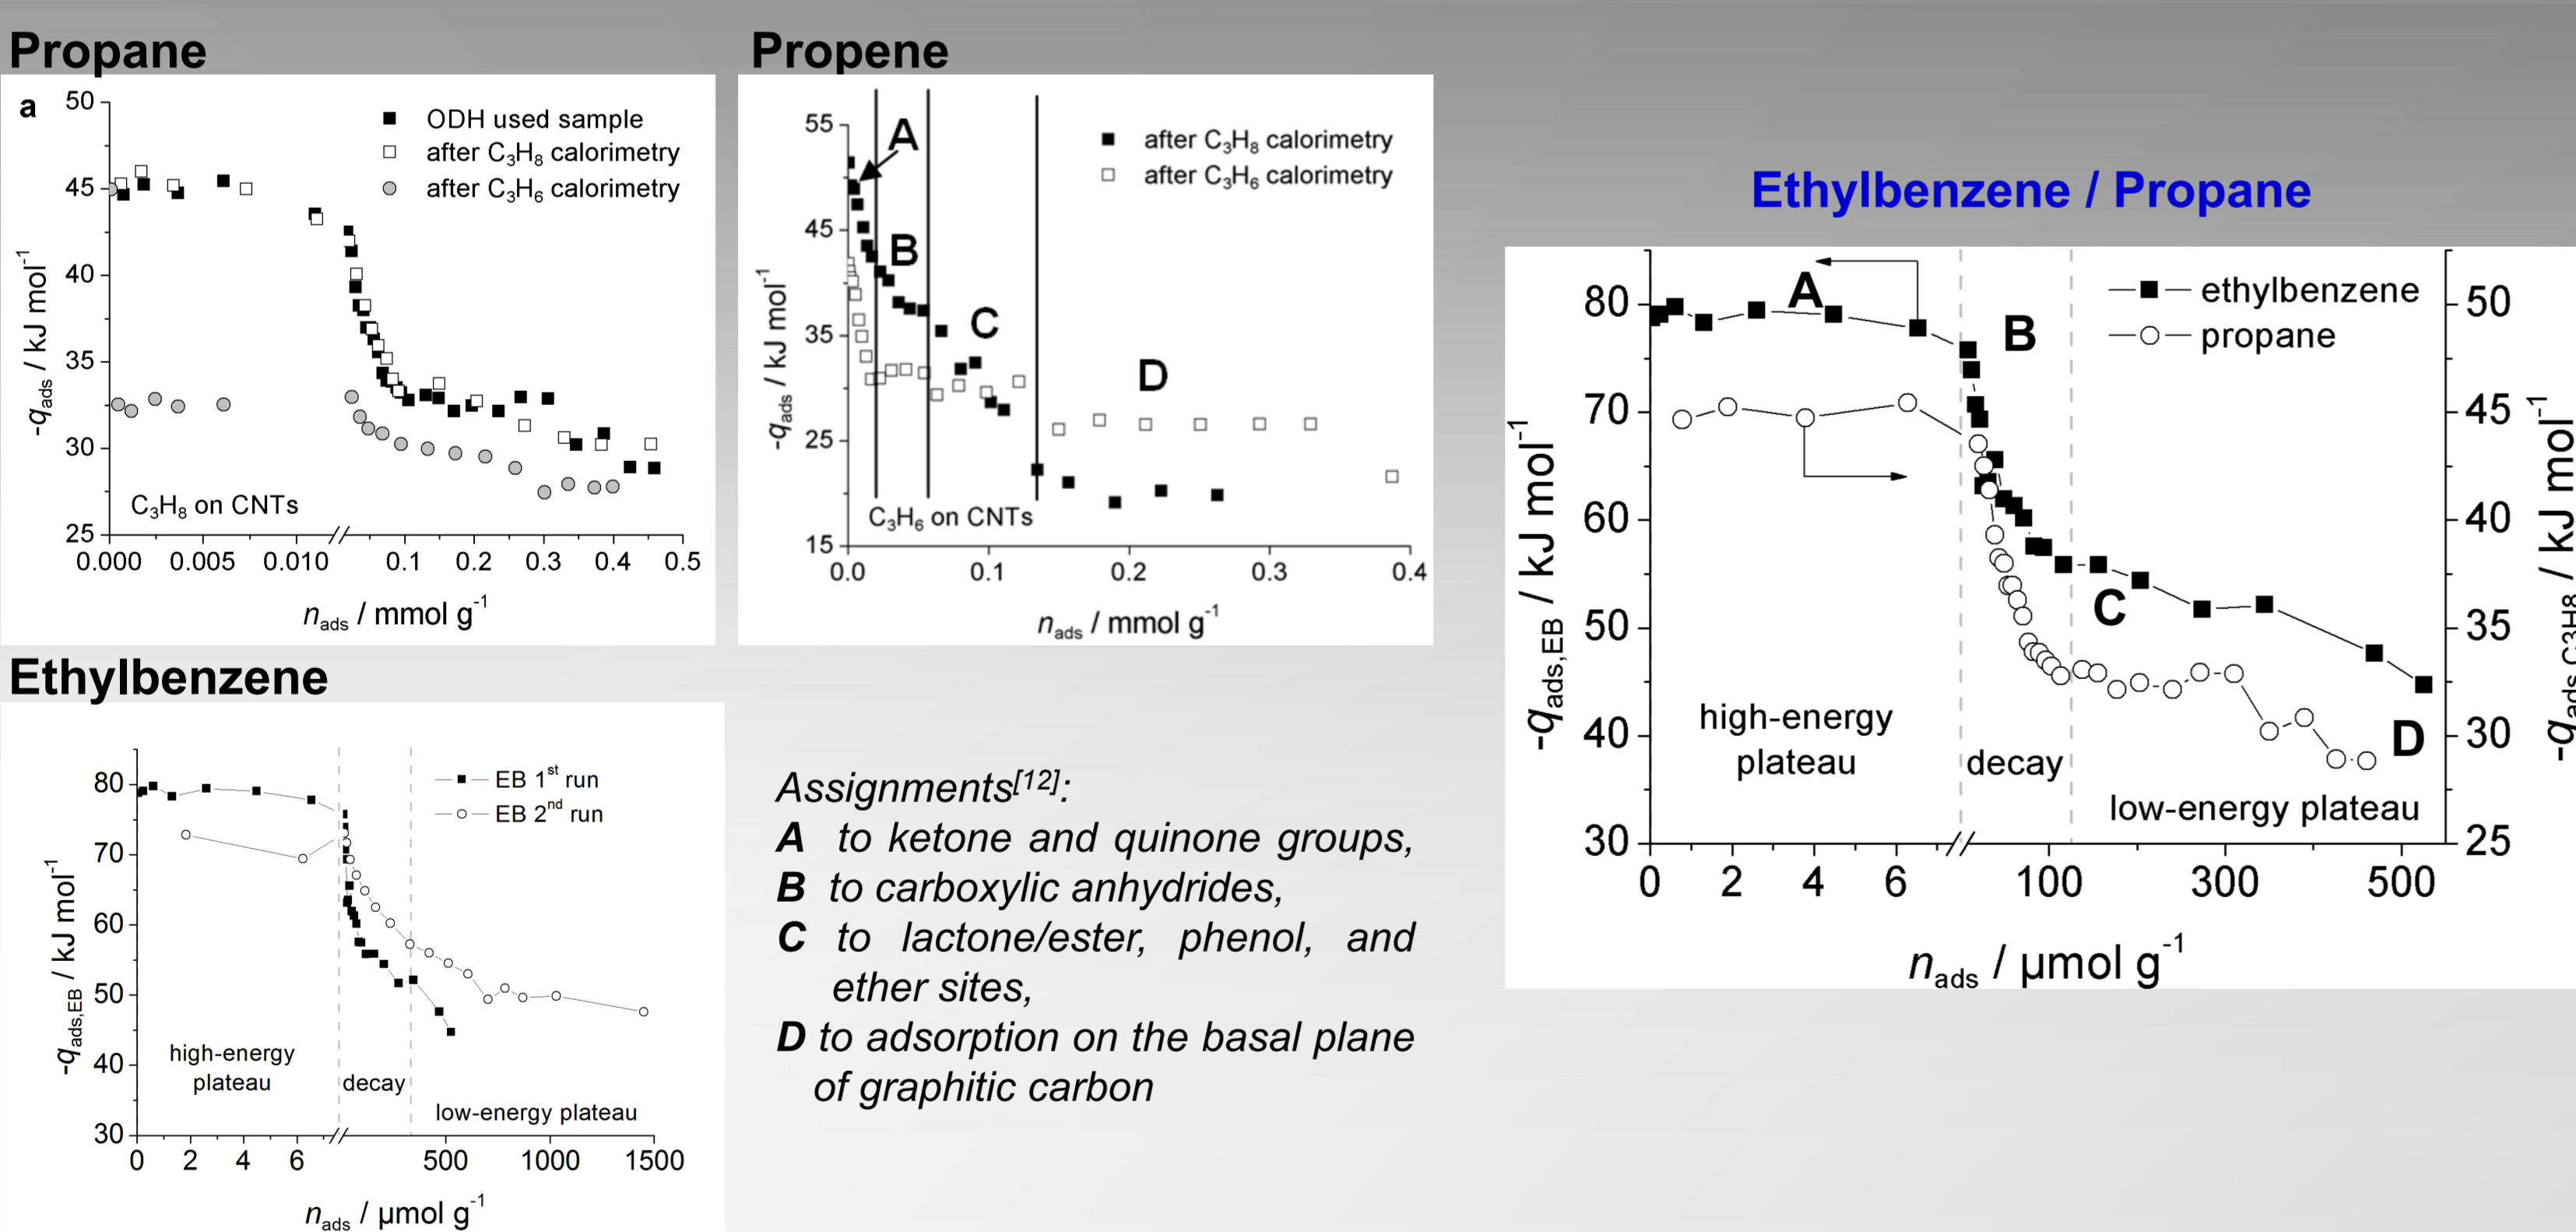 Propane
a
ODH used sample
after C₃H₈ calorimetry
after C₃H₆ calorimetry
50
45
40
35
30
25
-qads / kJ mol⁻¹
C₃H₈ on CNTs
0.000 0.005 0.010 0.1 0.2 0.3 0.4 0.5
nads / mmol g⁻¹
Propene
after C₃H₈ calorimetry
after C₃H₆ calorimetry
A
B
C
D
55
45
35
25
15
-qads / kJ mol⁻¹
C₃H₆ on CNTs
0.0 0.1 0.2 0.3 0.4
nads / mmol g⁻¹
Ethylbenzene / Propane
ethylbenzene
propane
A
B
C
D
80
70
60
50
40
30
-qads,EB / kJ mol⁻¹
50
45
40
35
30
25
-qads,C3H8 / kJ mol⁻¹
high-energy
plateau
decay
low-energy plateau
0 2 4 6 100 300 500
nads / µmol g⁻¹
Ethylbenzene
EB 1st run
EB 2nd run
80
70
60
50
40
30
-qads,EB / kJ mol⁻¹
high-energy
plateau
decay
low-energy plateau
0 2 4 6 500 1000 1500
nads / µmol g⁻¹
Assignments[12]:
A to ketone and quinone groups,
B to carboxylic anhydrides,
C to lactone/ester, phenol, and
ether sites,
D to adsorption on the basal plane
of graphitic carbon